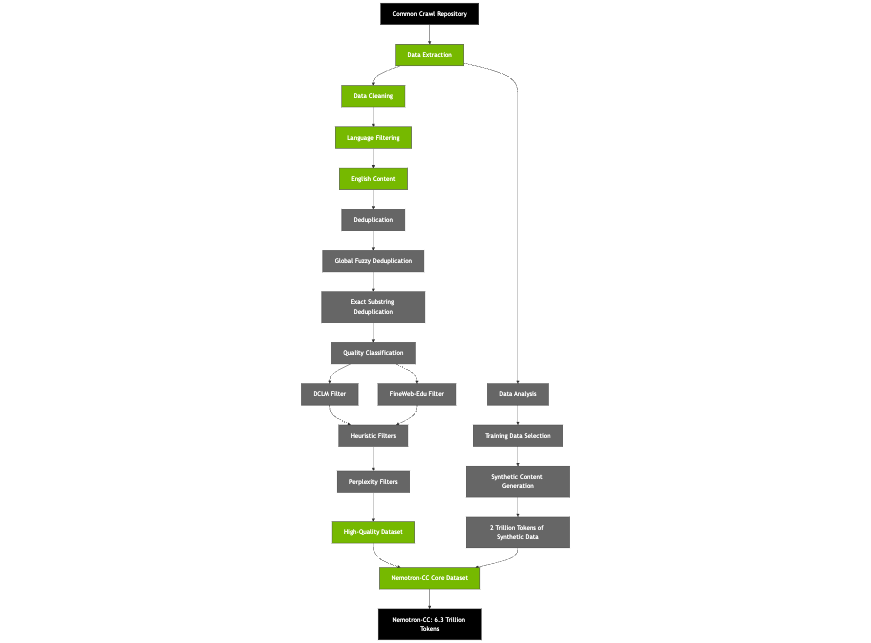 Common Crawl Repository
Data Extraction
Data Cleaning
Language Filtering
English Content
Deduplication
Global Fuzzy Deduplication
Exact Substring
Deduplication
Quality Classification
DCLM Filter
FineWeb-Edu Filter
Data Analysis
Heuristic Filters
Training Data Selection
Perplexity Filters
Synthetic Content
Generation
High-Quality Dataset
2 Trillion Tokens of
Synthetic Data
Nemotron-CC Core Dataset
Nemotron-CC: 6.3 Trillion
Tokens